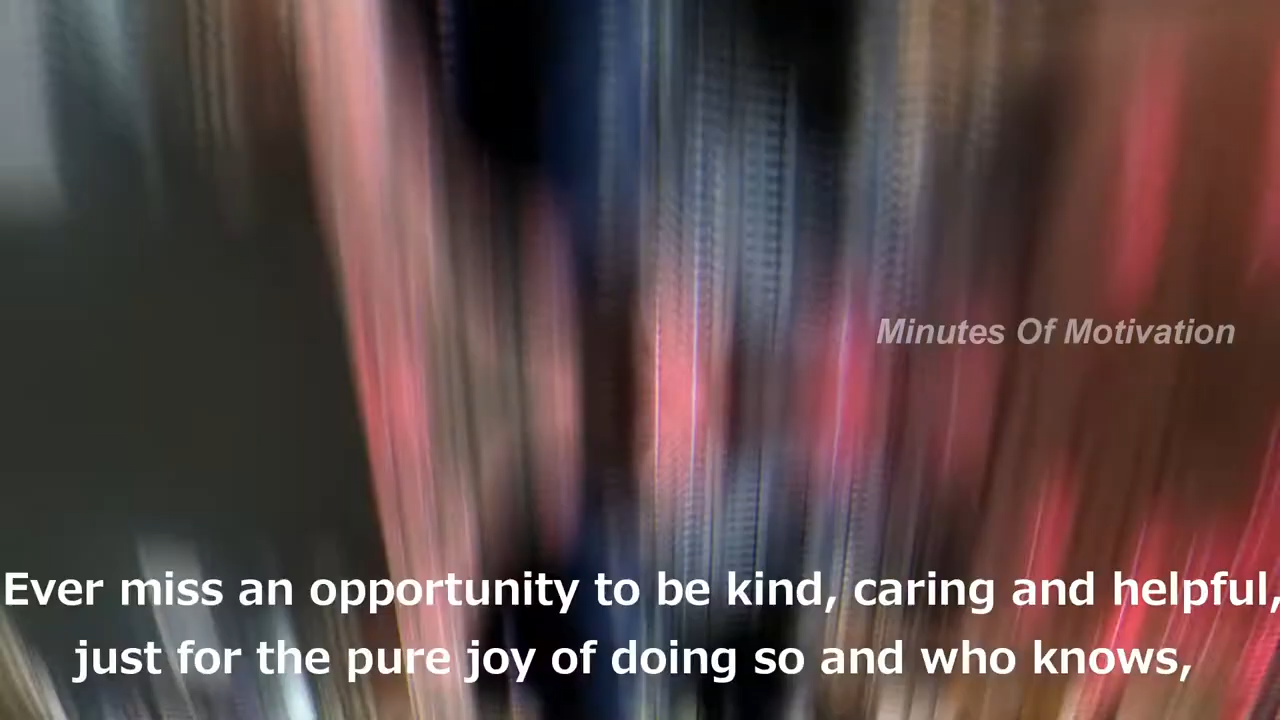 Minutes Of Motivation
Ever miss an opportunity to be kind, caring and helpful,
just for the pure joy of doing so and who knows,